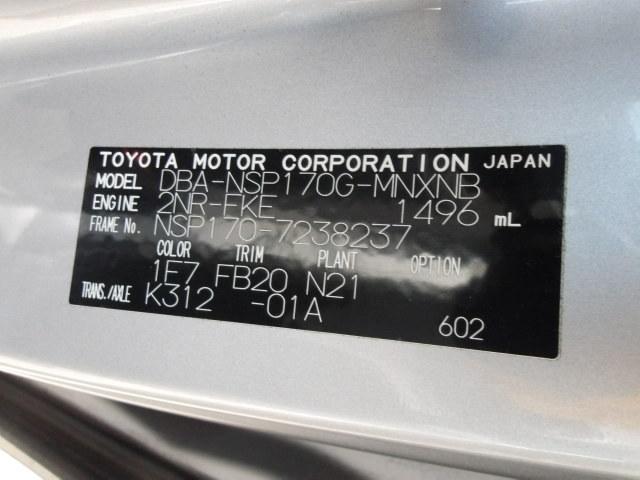 TOYOTA MOTOR CORPORATION JAPAN
MODEL DBA-NSP170G-MNXNB
ENGINE 2NR-FKE 1496 mL
FRAME No. NSP170-7238237
COLOR TRIM PLANT OPTION
1F7 FB20 N21
TRANS./AXLE K312 -01A
602